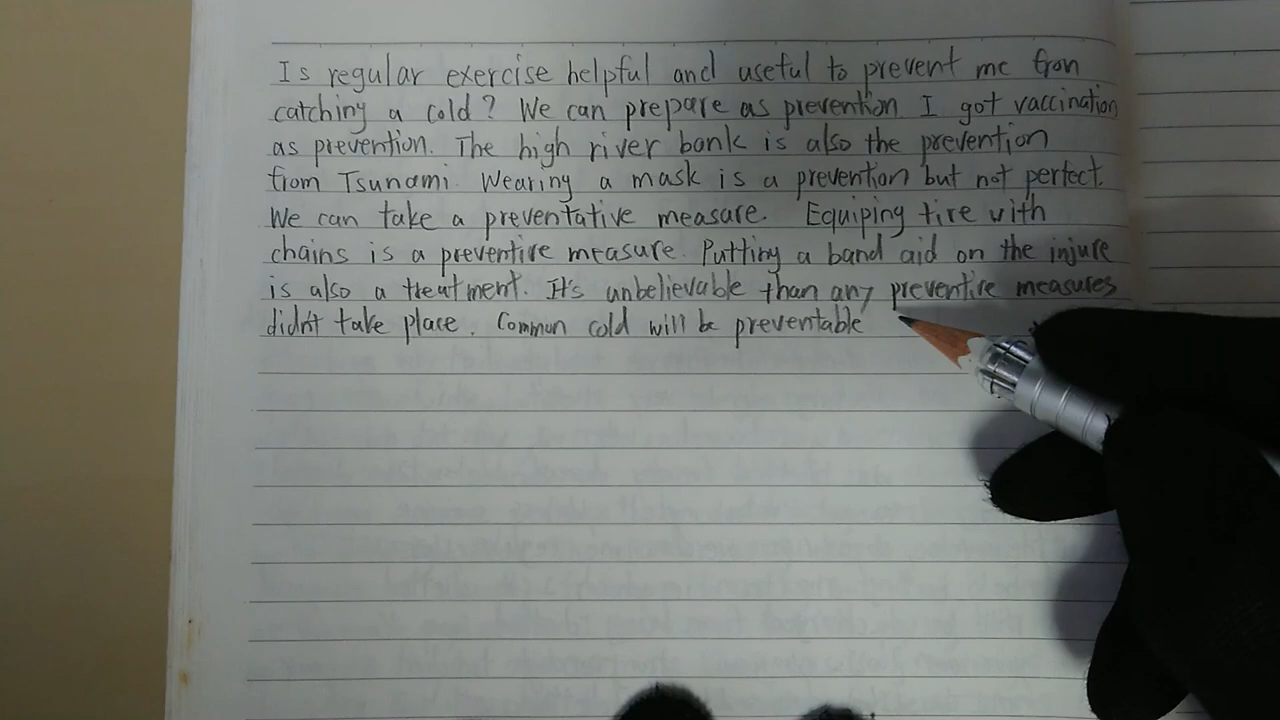 Is regular exercise helpful and useful to prevent me from
catching a cold? We can prepare as prevention I got vaccination
as prevention. The high river bank is also the prevention
from Tsunami. Wearing a mask is a prevention but not perfect.
We can take a preventative measure. Equiping tire with
chains is a preventive measure. Putting a band aid on the injure
is also a treatment. It's unbelievable than any preventive measures
didn't take place. Common cold will be preventable